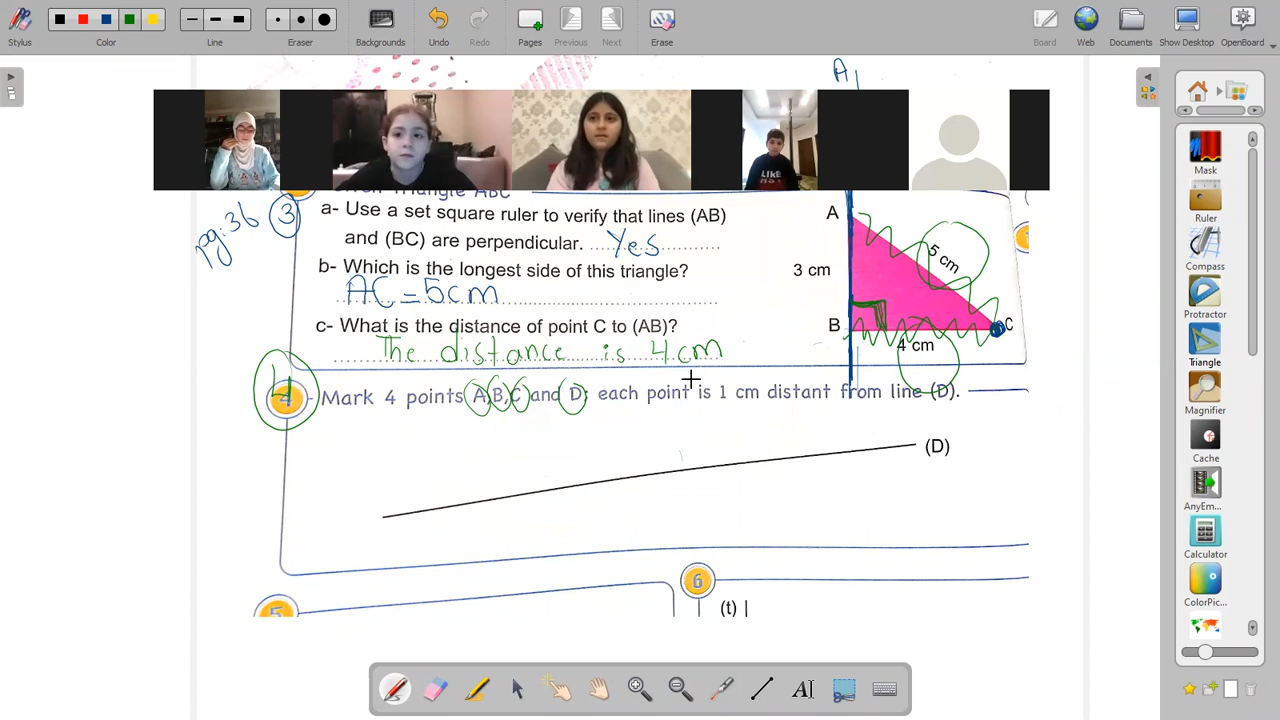 Stylus
Color
Line
Eraser
Backgrounds
Undo
Redo
Pages
Previous
Next
Erase
Board
Web
Documents
Show Desktop
OpenBoard
A
LIKE
pg:36
3
Triangle ABC
a- Use a set square ruler to verify that lines (AB)
and (BC) are perpendicular. Yes
b- Which is the longest side of this triangle?
AC = 5cm
c- What is the distance of point C to (AB)?
The distance is 4cm
A
3 cm
5 cm
B
C
4 cm
4 - Mark 4 points A, B, C and D; each point is 1 cm distant from line (D).
(D)
5
6
(t)
Mask
Ruler
Compass
Protractor
Triangle
Magnifier
Cache
AnyEm...
Calculator
ColorPic...